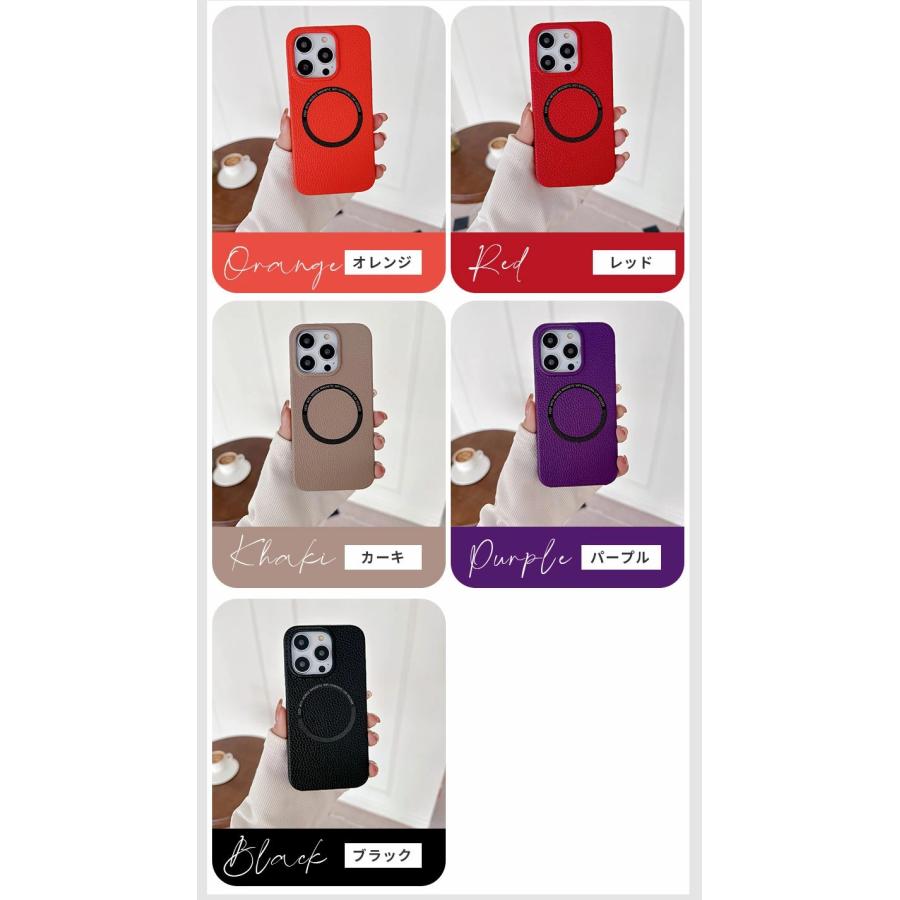 Orange オレンジ
Red レッド
Khaki カーキ
Purple パープル
Black ブラック